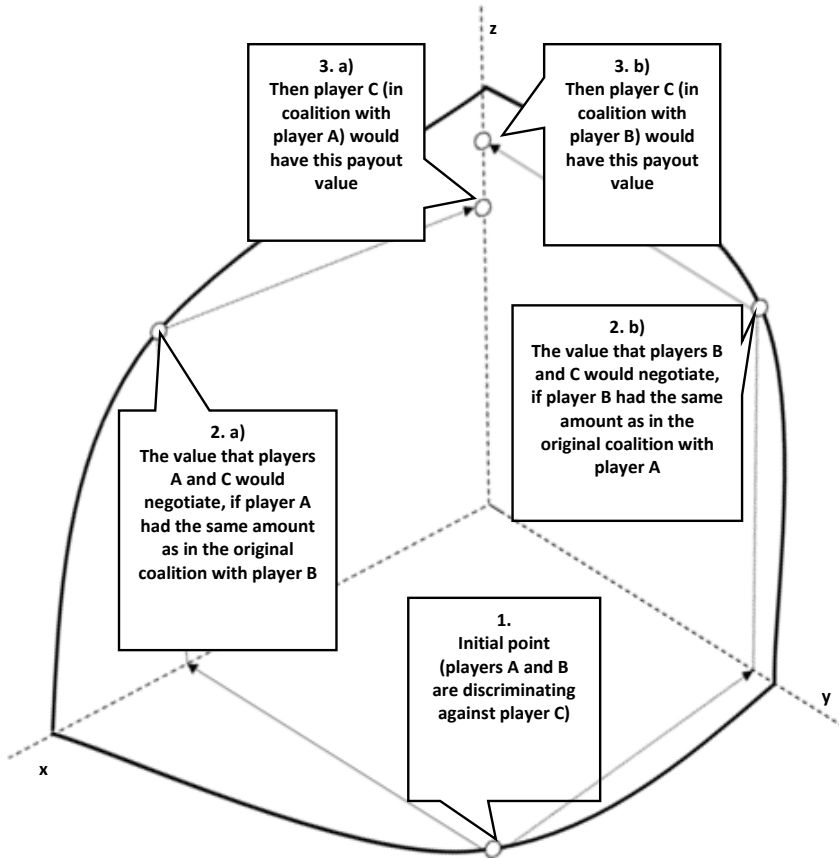 z
3. a)
Then player C (in
coalition with
player A) would
have this payout
value
3. b)
Then player C (in
coalition with
player B) would
have this payout
value
2. b)
The value that players B
and C would negotiate,
if player B had the same
amount as in the
original coalition with
player A
2. a)
The value that players
A and C would
negotiate, if player A
had the same amount
as in the original
coalition with player B
1.
Initial point
(players A and B
are discriminating
against player C)
y
x